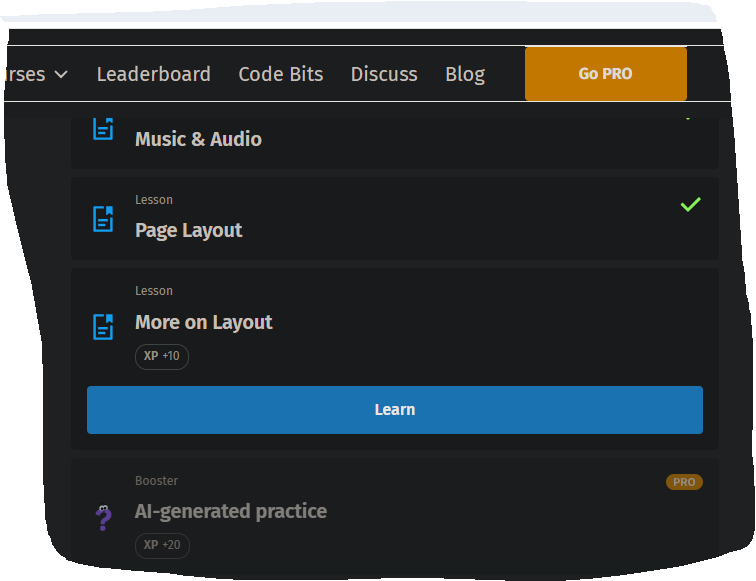 Leaderboard Code Bits Discuss Blog Go PRO
Music & Audio
Lesson
Page Layout
Lesson
More on Layout
XP +10
Learn
Booster
PRO
AI-generated practice
XP +20